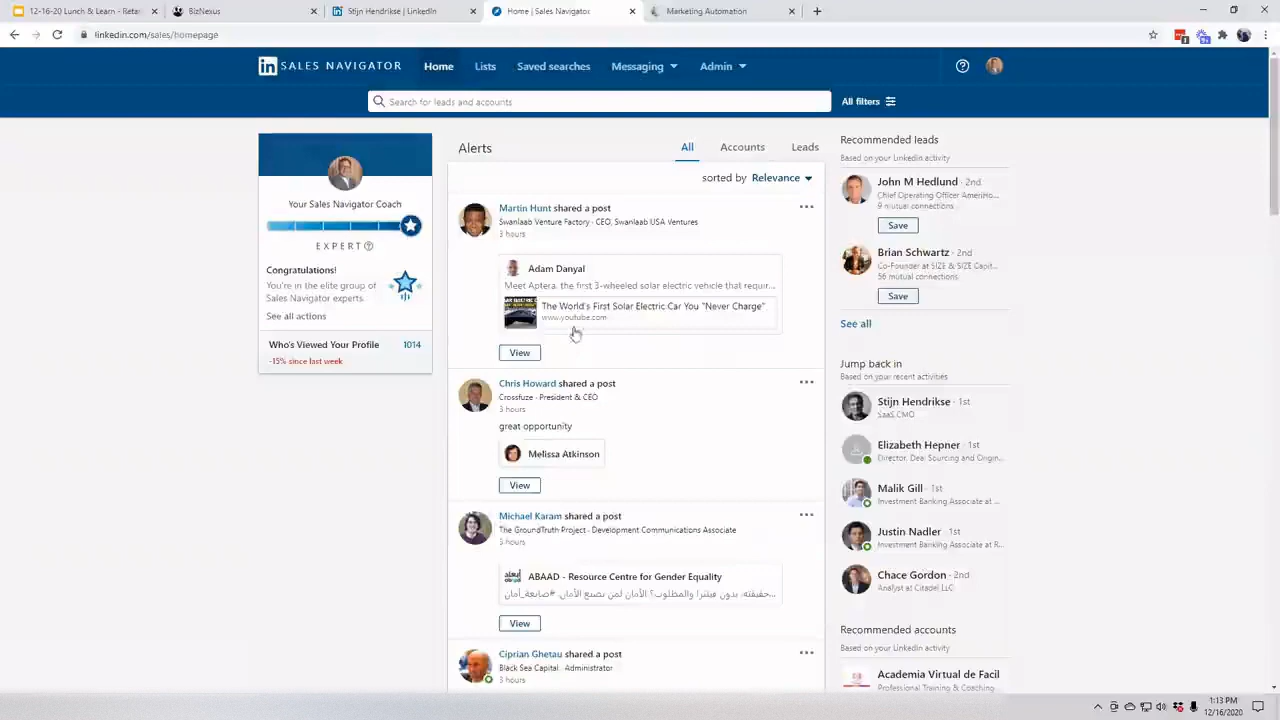 12-16-20 Lunch & Learn - Reta
BizNexus
Stijn Hendrikse | LinkedIn
Home | Sales Navigator
Marketing Automation
linkedin.com/sales/homepage
in SALES NAVIGATOR
Home
Lists
Saved searches
Messaging
Admin
Search for leads and accounts
All filters
Your Sales Navigator Coach
EXPERT
Congratulations!
You're in the elite group of
Sales Navigator experts.
See all actions
Who's Viewed Your Profile 1014
-15% since last week
Alerts
All
Accounts
Leads
sorted by Relevance
Martin Hunt shared a post
Swanlaab Venture Factory - CEO, Swanlaab USA Ventures
3 hours
Adam Danyal
Meet Aptera, the first 3-wheeled solar electric vehicle that requir...
The World's First Solar Electric Car You "Never Charge"
www.youtube.com
View
Chris Howard shared a post
Crossfuze - President & CEO
3 hours
great opportunity
Melissa Atkinson
View
Michael Karam shared a post
The GroundTruth Project - Development Communications Associate
5 hours
ABAAD - Resource Centre for Gender Equality
View
Ciprian Ghetau shared a post
Black Sea Capital - Administrator
3 hours
Recommended leads
Based on your LinkedIn activity
John M Hedlund · 2nd
Chief Operating Officer AmeriHo...
9 mutual connections
Save
Brian Schwartz · 2nd
Co-Founder at SIZE & SIZE Capit...
56 mutual connections
Save
See all
Jump back in
Based on your recent activities
Stijn Hendrikse · 1st
SaaS CMO
Elizabeth Hepner · 1st
Director, Deal Sourcing and Origin...
Malik Gill · 1st
Investment Banking Associate at ...
Justin Nadler · 1st
Investment Banking Associate at R...
Chace Gordon · 2nd
Analyst at Citadel LLC
Recommended accounts
Based on your LinkedIn activity
Academia Virtual de Facil
Professional Training & Coaching
1:13 PM
12/16/2020